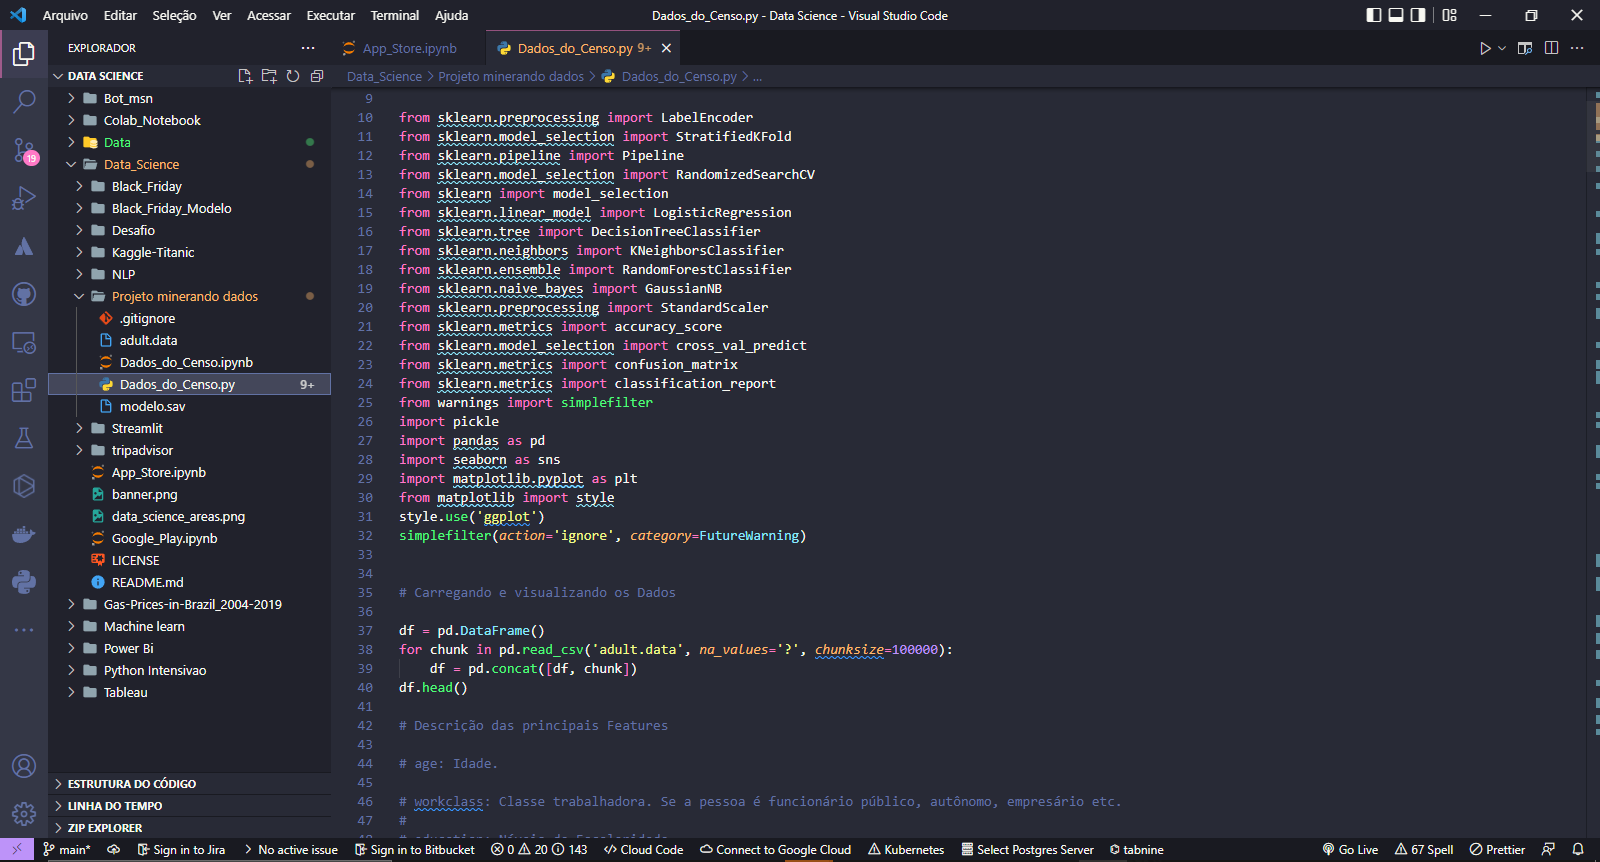 Arquivo Editar Seleção Ver Acessar Executar Terminal Ajuda
Dados_do_Censo.py - Data Science - Visual Studio Code
EXPLORADOR
App_Store.ipynb
Dados_do_Censo.py 9+
DATA SCIENCE
Data_Science > Projeto minerando dados > Dados_do_Censo.py > ...
19
Bot_msn
Colab_Notebook
Data
Data_Science
Black_Friday
Black_Friday_Modelo
Desafio
Kaggle-Titanic
NLP
Projeto minerando dados
.gitignore
adult.data
Dados_do_Censo.ipynb
Dados_do_Censo.py 9+
modelo.sav
Streamlit
tripadvisor
App_Store.ipynb
banner.png
data_science_areas.png
Google_Play.ipynb
LICENSE
README.md
Gas-Prices-in-Brazil_2004-2019
Machine learn
Power Bi
Python Intensivao
Tableau
ESTRUTURA DO CÓDIGO
LINHA DO TEMPO
ZIP EXPLORER
9
10 from sklearn.preprocessing import LabelEncoder
11 from sklearn.model_selection import StratifiedKFold
12 from sklearn.pipeline import Pipeline
13 from sklearn.model_selection import RandomizedSearchCV
14 from sklearn import model_selection
15 from sklearn.linear_model import LogisticRegression
16 from sklearn.tree import DecisionTreeClassifier
17 from sklearn.neighbors import KNeighborsClassifier
18 from sklearn.ensemble import RandomForestClassifier
19 from sklearn.naive_bayes import GaussianNB
20 from sklearn.preprocessing import StandardScaler
21 from sklearn.metrics import accuracy_score
22 from sklearn.model_selection import cross_val_predict
23 from sklearn.metrics import confusion_matrix
24 from sklearn.metrics import classification_report
25 from warnings import simplefilter
26 import pickle
27 import pandas as pd
28 import seaborn as sns
29 import matplotlib.pyplot as plt
30 from matplotlib import style
31 style.use('ggplot')
32 simplefilter(action='ignore', category=FutureWarning)
33
34
35 # Carregando e visualizando os Dados
36
37 df = pd.DataFrame()
38 for chunk in pd.read_csv('adult.data', na_values='?', chunksize=100000):
39 df = pd.concat([df, chunk])
40 df.head()
41
42 # Descrição das principais Features
43
44 # age: Idade.
45
46 # workclass: Classe trabalhadora. Se a pessoa é funcionário público, autônomo, empresário etc.
47 #
48 # education: Níveis de Escolaridade
main* Sign in to Jira No active issue Sign in to Bitbucket 0 20 143 Cloud Code Connect to Google Cloud Kubernetes Select Postgres Server tabnine Go Live 67 Spell Prettier